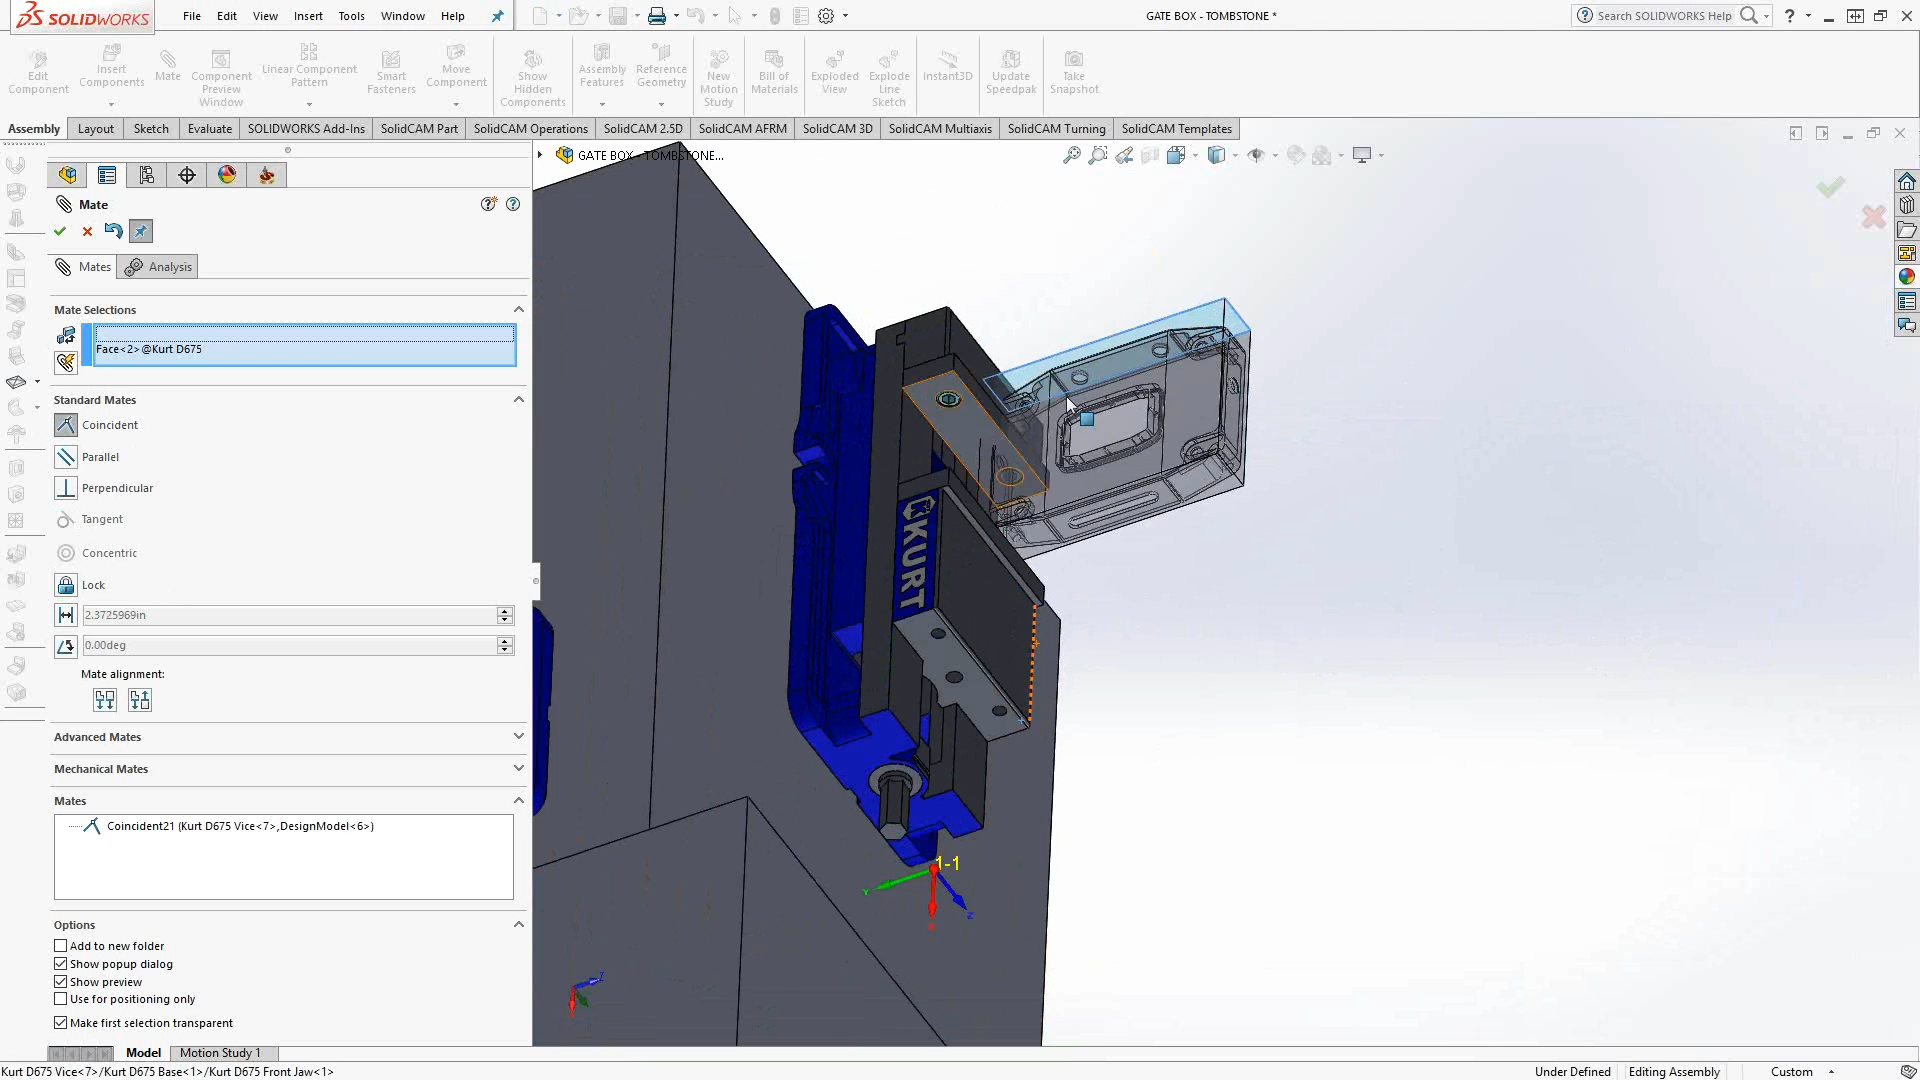 SOLIDWORKS
File Edit View Insert Tools Window Help
GATE BOX - TOMBSTONE *
Search SOLIDWORKS Help
Edit Component
Insert Components
Mate
Component Preview Window
Linear Component Pattern
Smart Fasteners
Move Component
Show Hidden Components
Assembly Features
Reference Geometry
New Motion Study
Bill of Materials
Exploded View
Explode Line Sketch
Instant3D
Update Speedpak
Take Snapshot
Assembly Layout Sketch Evaluate SOLIDWORKS Add-Ins SolidCAM Part SolidCAM Operations SolidCAM 2.5D SolidCAM AFRM SolidCAM 3D SolidCAM Multiaxis SolidCAM Turning SolidCAM Templates
GATE BOX - TOMBSTONE...
Mate
Mates Analysis
Mate Selections
Face<2>@Kurt D675
Standard Mates
Coincident
Parallel
Perpendicular
Tangent
Concentric
Lock
2.3725969in
0.00deg
Mate alignment:
Advanced Mates
Mechanical Mates
Mates
Coincident21 (Kurt D675 Vice<7>,DesignModel<6>)
Options
Add to new folder
Show popup dialog
Show preview
Use for positioning only
Make first selection transparent
KURT
1-1
Y
Z
X
Z
Model Motion Study 1
Kurt D675 Vice<7>/Kurt D675 Base<1>/Kurt D675 Front Jaw<1>
Under Defined Editing Assembly Custom